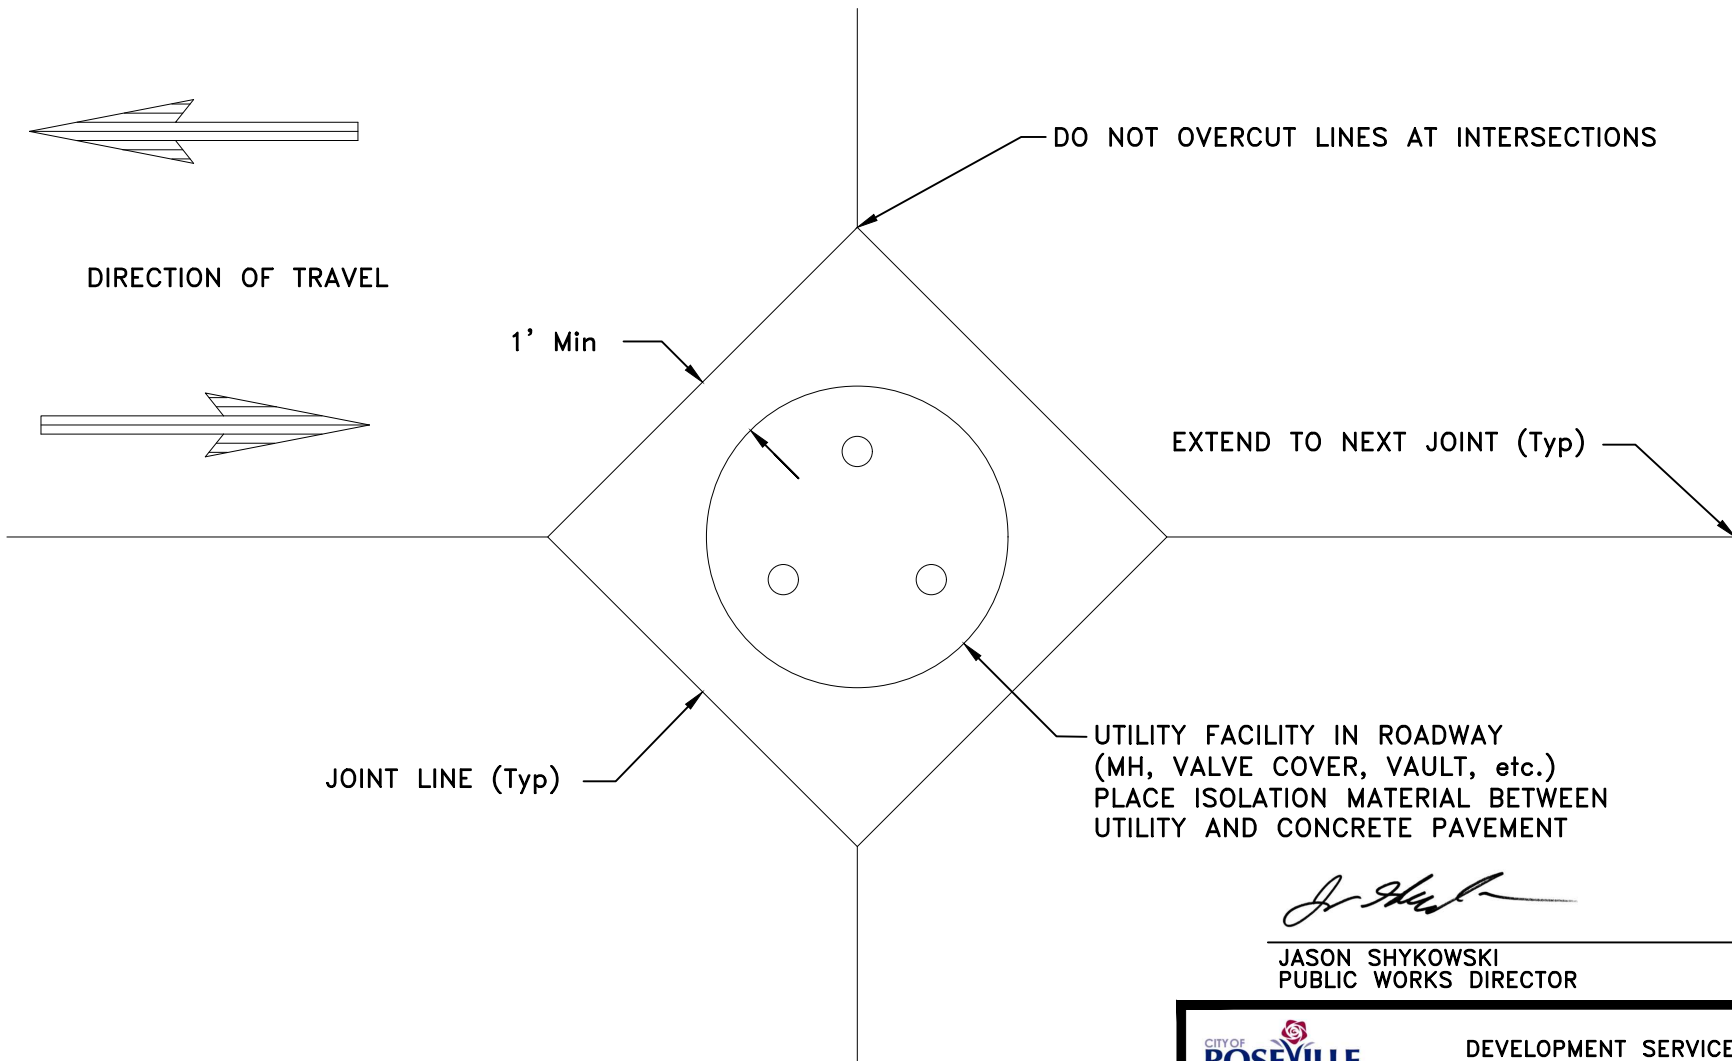 DO NOT OVERCUT LINES AT INTERSECTIONS
DIRECTION OF TRAVEL
1' Min
EXTEND TO NEXT JOINT (Typ)
JOINT LINE (Typ)
UTILITY FACILITY IN ROADWAY
(MH, VALVE COVER, VAULT, etc.)
PLACE ISOLATION MATERIAL BETWEEN
UTILITY AND CONCRETE PAVEMENT
JASON SHYKOWSKI
PUBLIC WORKS DIRECTOR
CITY OF
ROSEVILLE
DEVELOPMENT SERVICE